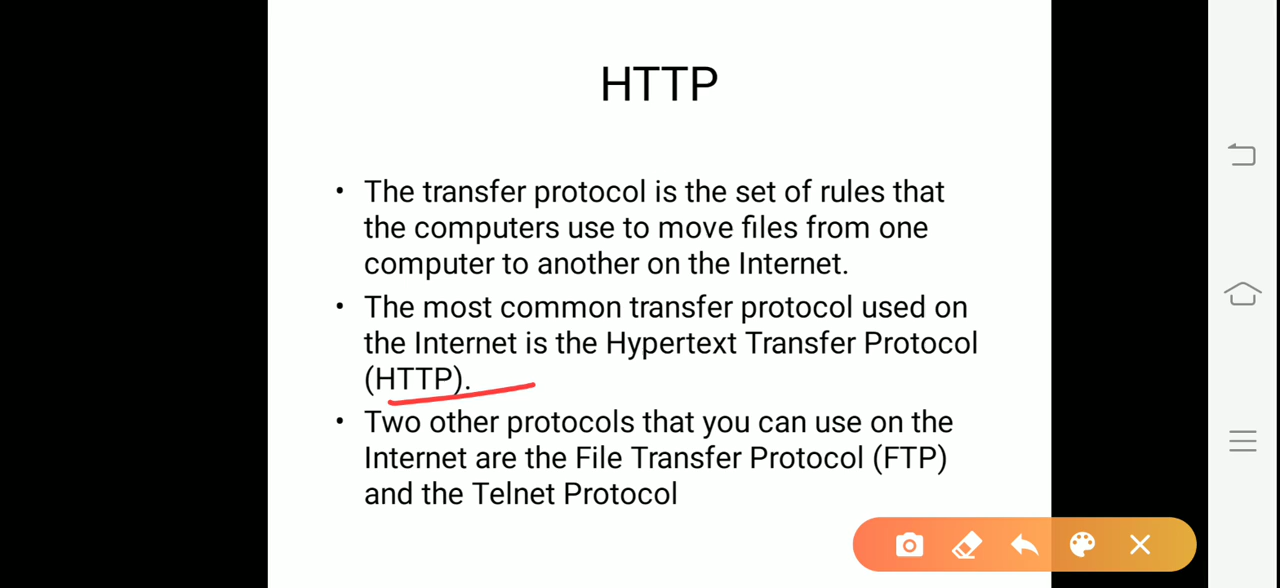 HTTP
• The transfer protocol is the set of rules that
the computers use to move files from one
computer to another on the Internet.
• The most common transfer protocol used on
the Internet is the Hypertext Transfer Protocol
(HTTP).
• Two other protocols that you can use on the
Internet are the File Transfer Protocol (FTP)
and the Telnet Protocol